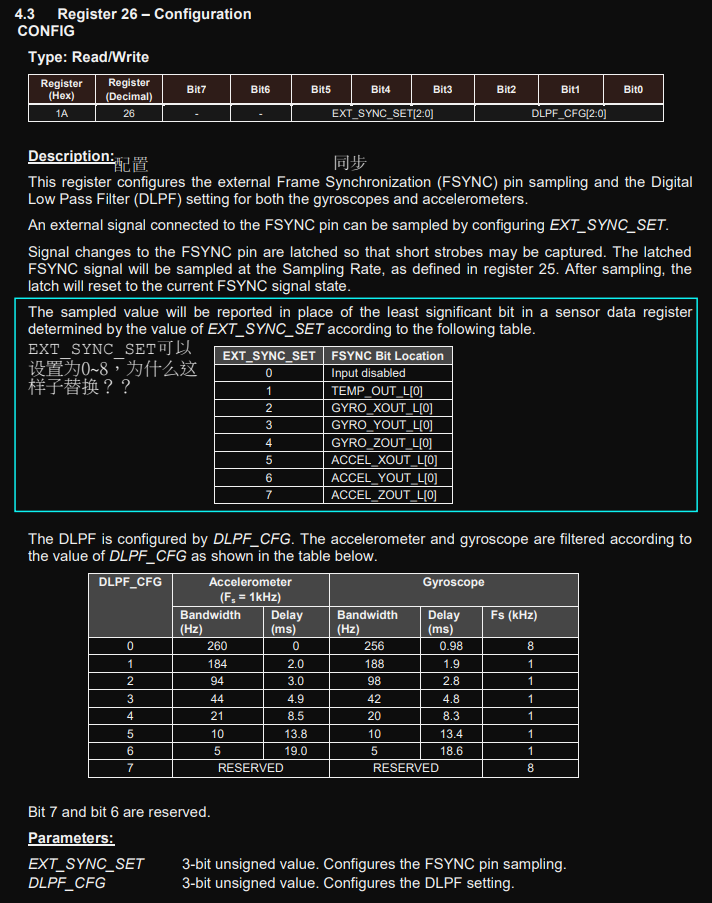 4.3 Register 26 – Configuration
CONFIG
Type: Read/Write
Register (Hex) Register (Decimal) Bit7 Bit6 Bit5 Bit4 Bit3 Bit2 Bit1 Bit0
1A 26 - - EXT_SYNC_SET[2:0] DLPF_CFG[2:0]
Description:
配置 同步
This register configures the external Frame Synchronization (FSYNC) pin sampling and the Digital
Low Pass Filter (DLPF) setting for both the gyroscopes and accelerometers.
An external signal connected to the FSYNC pin can be sampled by configuring EXT_SYNC_SET.
Signal changes to the FSYNC pin are latched so that short strobes may be captured. The latched
FSYNC signal will be sampled at the Sampling Rate, as defined in register 25. After sampling, the
latch will reset to the current FSYNC signal state.
The sampled value will be reported in place of the least significant bit in a sensor data register
determined by the value of EXT_SYNC_SET according to the following table.
EXT_SYNC_SET可以
设置为0~8，为什么这
样子替换？？
EXT_SYNC_SET FSYNC Bit Location
0 Input disabled
1 TEMP_OUT_L[0]
2 GYRO_XOUT_L[0]
3 GYRO_YOUT_L[0]
4 GYRO_ZOUT_L[0]
5 ACCEL_XOUT_L[0]
6 ACCEL_YOUT_L[0]
7 ACCEL_ZOUT_L[0]
The DLPF is configured by DLPF_CFG. The accelerometer and gyroscope are filtered according to
the value of DLPF_CFG as shown in the table below.
DLPF_CFG Accelerometer (Fs = 1kHz) Gyroscope
Bandwidth (Hz) Delay (ms) Bandwidth (Hz) Delay (ms) Fs (kHz)
0 260 0 256 0.98 8
1 184 2.0 188 1.9 1
2 94 3.0 98 2.8 1
3 44 4.9 42 4.8 1
4 21 8.5 20 8.3 1
5 10 13.8 10 13.4 1
6 5 19.0 5 18.6 1
7 RESERVED RESERVED 8
Bit 7 and bit 6 are reserved.
Parameters:
EXT_SYNC_SET 3-bit unsigned value. Configures the FSYNC pin sampling.
DLPF_CFG 3-bit unsigned value. Configures the DLPF setting.